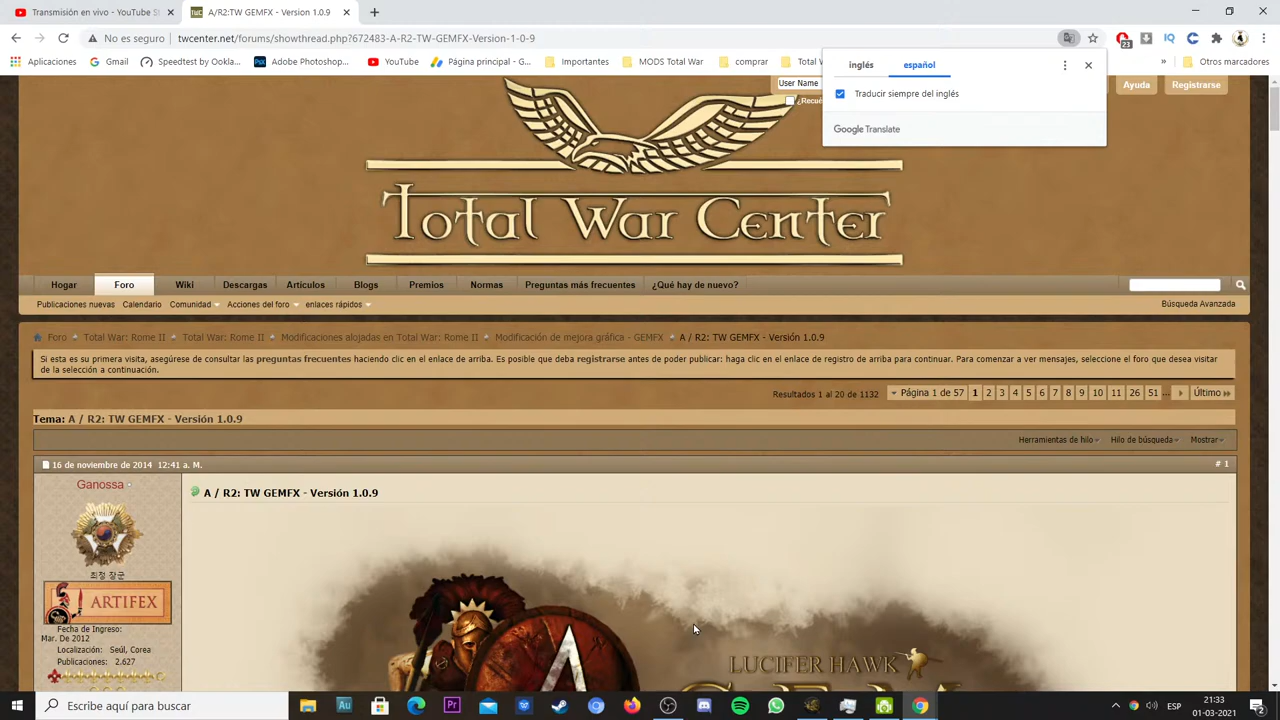 Transmisión en vivo - YouTube S
A/R2:TW GEMFX - Version 1.0.9
No es seguro
twcenter.net/forums/showthread.php?672483-A-R2-TW-GEMFX-Version-1-0-9
23
Aplicaciones
Gmail
Speedtest by Ookla...
Adobe Photoshop...
YouTube
Página principal - G...
Importantes
MODS Total War
comprar
Total W
»
Otros marcadores
inglés
español
Traducir siempre del inglés
Google Translate
User Name
¿Recué
Ayuda
Registrarse
Total War Center
Hogar
Foro
Wiki
Descargas
Artículos
Blogs
Premios
Normas
Preguntas más frecuentes
¿Qué hay de nuevo?
Publicaciones nuevas
Calendario
Comunidad
Acciones del foro
enlaces rápidos
Búsqueda Avanzada
Foro
Total War: Rome II
Total War: Rome II
Modificaciones alojadas en Total War: Rome II
Modificación de mejora gráfica - GEMFX
A / R2: TW GEMFX - Versión 1.0.9
Si esta es su primera visita, asegúrese de consultar las preguntas frecuentes haciendo clic en el enlace de arriba. Es posible que deba registrarse antes de poder publicar: haga clic en el enlace de registro de arriba para continuar. Para comenzar a ver mensajes, seleccione el foro que desea visitar
de la selección a continuación.
Resultados 1 al 20 de 1132
Página 1 de 57
1 2 3 4 5 6 7 8 9 10 11 26 51 ...
Último
Tema: A / R2: TW GEMFX - Versión 1.0.9
Herramientas de hilo
Hilo de búsqueda
Mostrar
16 de noviembre de 2014 12:41 a. M.
# 1
Ganossa
A / R2: TW GEMFX - Versión 1.0.9
최정 장군
ARTIFEX
Fecha de Ingreso:
Mar. De 2012
Localización: Seúl, Corea
Publicaciones: 2.627
LUCIFER HAWK
Escribe aquí para buscar
ESP
21:33
01-03-2021
2